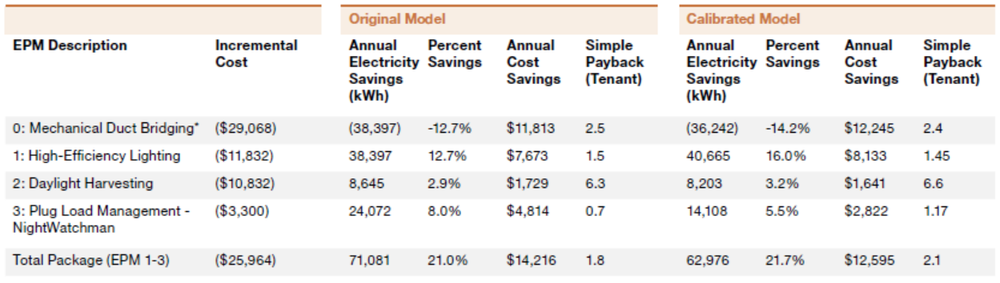 Original Model Calibrated Model
EPM Description Incremental Cost Annual Electricity Savings (kWh) Percent Savings Annual Cost Savings Simple Payback (Tenant) Annual Electricity Savings (kWh) Percent Savings Annual Cost Savings Simple Payback (Tenant)
0: Mechanical Duct Bridging* ($29,068) (38,397) -12.7% $11,813 2.5 (36,242) -14.2% $12,245 2.4
1: High-Efficiency Lighting ($11,832) 38,397 12.7% $7,673 1.5 40,665 16.0% $8,133 1.45
2: Daylight Harvesting ($10,832) 8,645 2.9% $1,729 6.3 8,203 3.2% $1,641 6.6
3: Plug Load Management - NightWatchman ($3,300) 24,072 8.0% $4,814 0.7 14,108 5.5% $2,822 1.17
Total Package (EPM 1-3) ($25,964) 71,081 21.0% $14,216 1.8 62,976 21.7% $12,595 2.1